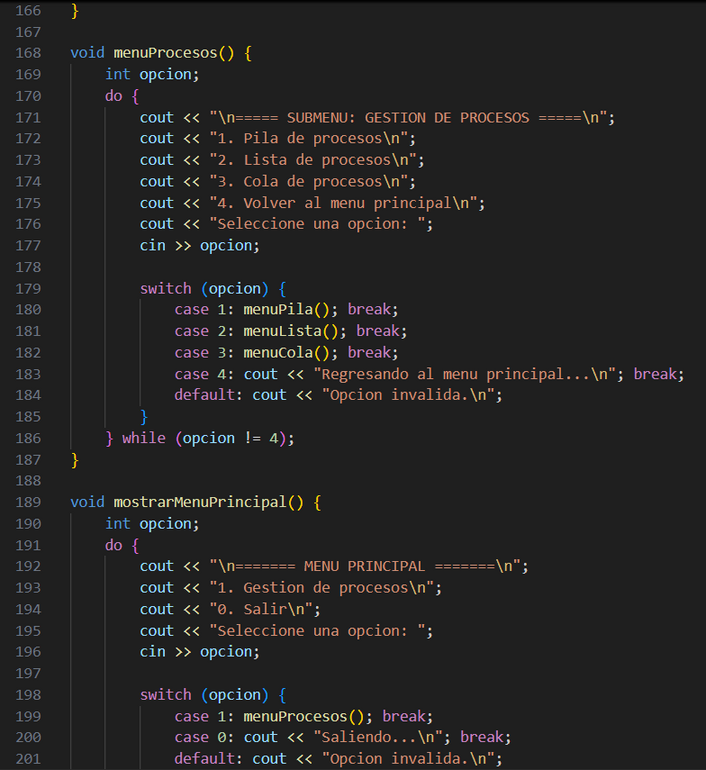 166 }
167
168 void menuProcesos() {
169     int opcion;
170     do {
171         cout << "\n===== SUBMENU: GESTION DE PROCESOS =====\n";
172         cout << "1. Pila de procesos\n";
173         cout << "2. Lista de procesos\n";
174         cout << "3. Cola de procesos\n";
175         cout << "4. Volver al menu principal\n";
176         cout << "Seleccione una opcion: ";
177         cin >> opcion;
178
179         switch (opcion) {
180             case 1: menuPila(); break;
181             case 2: menuLista(); break;
182             case 3: menuCola(); break;
183             case 4: cout << "Regresando al menu principal...\n"; break;
184             default: cout << "Opcion invalida.\n";
185         }
186     } while (opcion != 4);
187 }
188
189 void mostrarMenuPrincipal() {
190     int opcion;
191     do {
192         cout << "\n======= MENU PRINCIPAL =======\n";
193         cout << "1. Gestion de procesos\n";
194         cout << "0. Salir\n";
195         cout << "Seleccione una opcion: ";
196         cin >> opcion;
197
198         switch (opcion) {
199             case 1: menuProcesos(); break;
200             case 0: cout << "Saliendo...\n"; break;
201             default: cout << "Opcion invalida.\n";